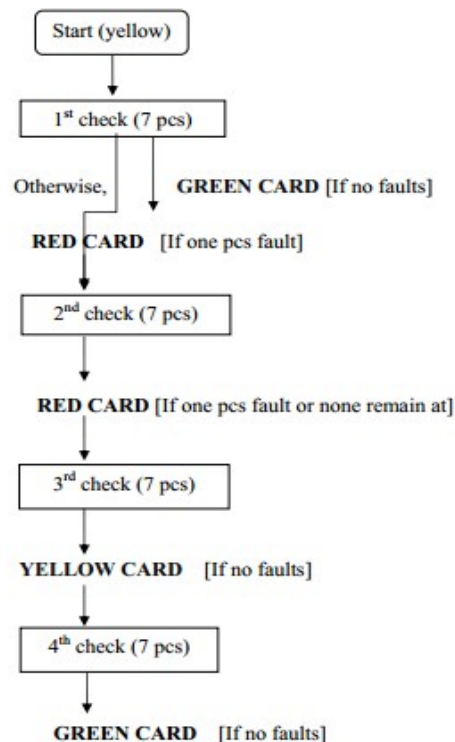 Start (yellow)
1st check (7 pcs)
Otherwise,
GREEN CARD [If no faults]
RED CARD [If one pcs fault]
2nd check (7 pcs)
RED CARD [If one pcs fault or none remain at]
3rd check (7 pcs)
YELLOW CARD [If no faults]
4th check (7 pcs)
GREEN CARD [If no faults]